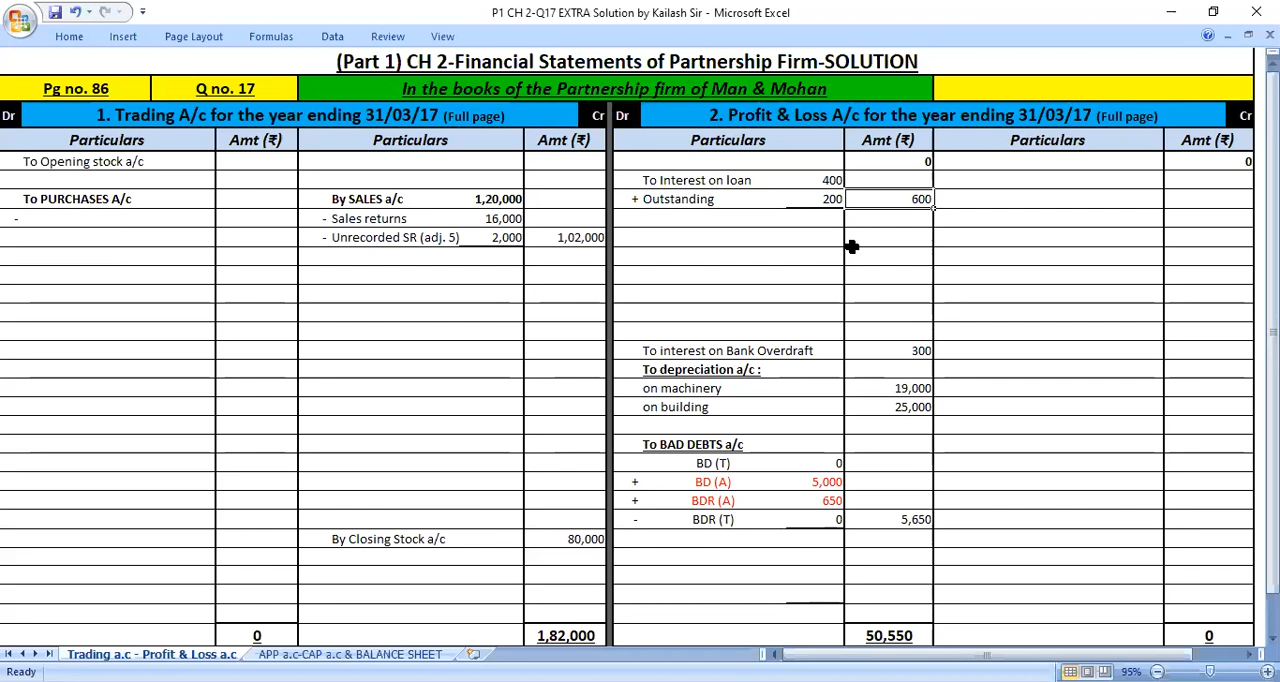 P1 CH 2-Q17 EXTRA Solution by Kailash Sir - Microsoft Excel
Home Insert Page Layout Formulas Data Review View
(Part 1) CH 2-Financial Statements of Partnership Firm-SOLUTION
Pg no. 86 Q no. 17 In the books of the Partnership firm of Man & Mohan
Dr 1. Trading A/c for the year ending 31/03/17 (Full page) Cr Dr 2. Profit & Loss A/c for the year ending 31/03/17 (Full page) Cr
Particulars Amt (₹) Particulars Amt (₹) Particulars Amt (₹) Particulars Amt (₹)
To Opening stock a/c 0 0
To Interest on loan 400
To PURCHASES A/c By SALES a/c 1,20,000 + Outstanding 200 600
- - Sales returns 16,000
- Unrecorded SR (adj. 5) 2,000 1,02,000
To interest on Bank Overdraft 300
To depreciation a/c :
on machinery 19,000
on building 25,000
To BAD DEBTS a/c
BD (T) 0
+ BD (A) 5,000
+ BDR (A) 650
- BDR (T) 0 5,650
By Closing Stock a/c 80,000
0 1,82,000 50,550 0
Trading a.c - Profit & Loss a.c APP a.c-CAP a.c & BALANCE SHEET
Ready 95%